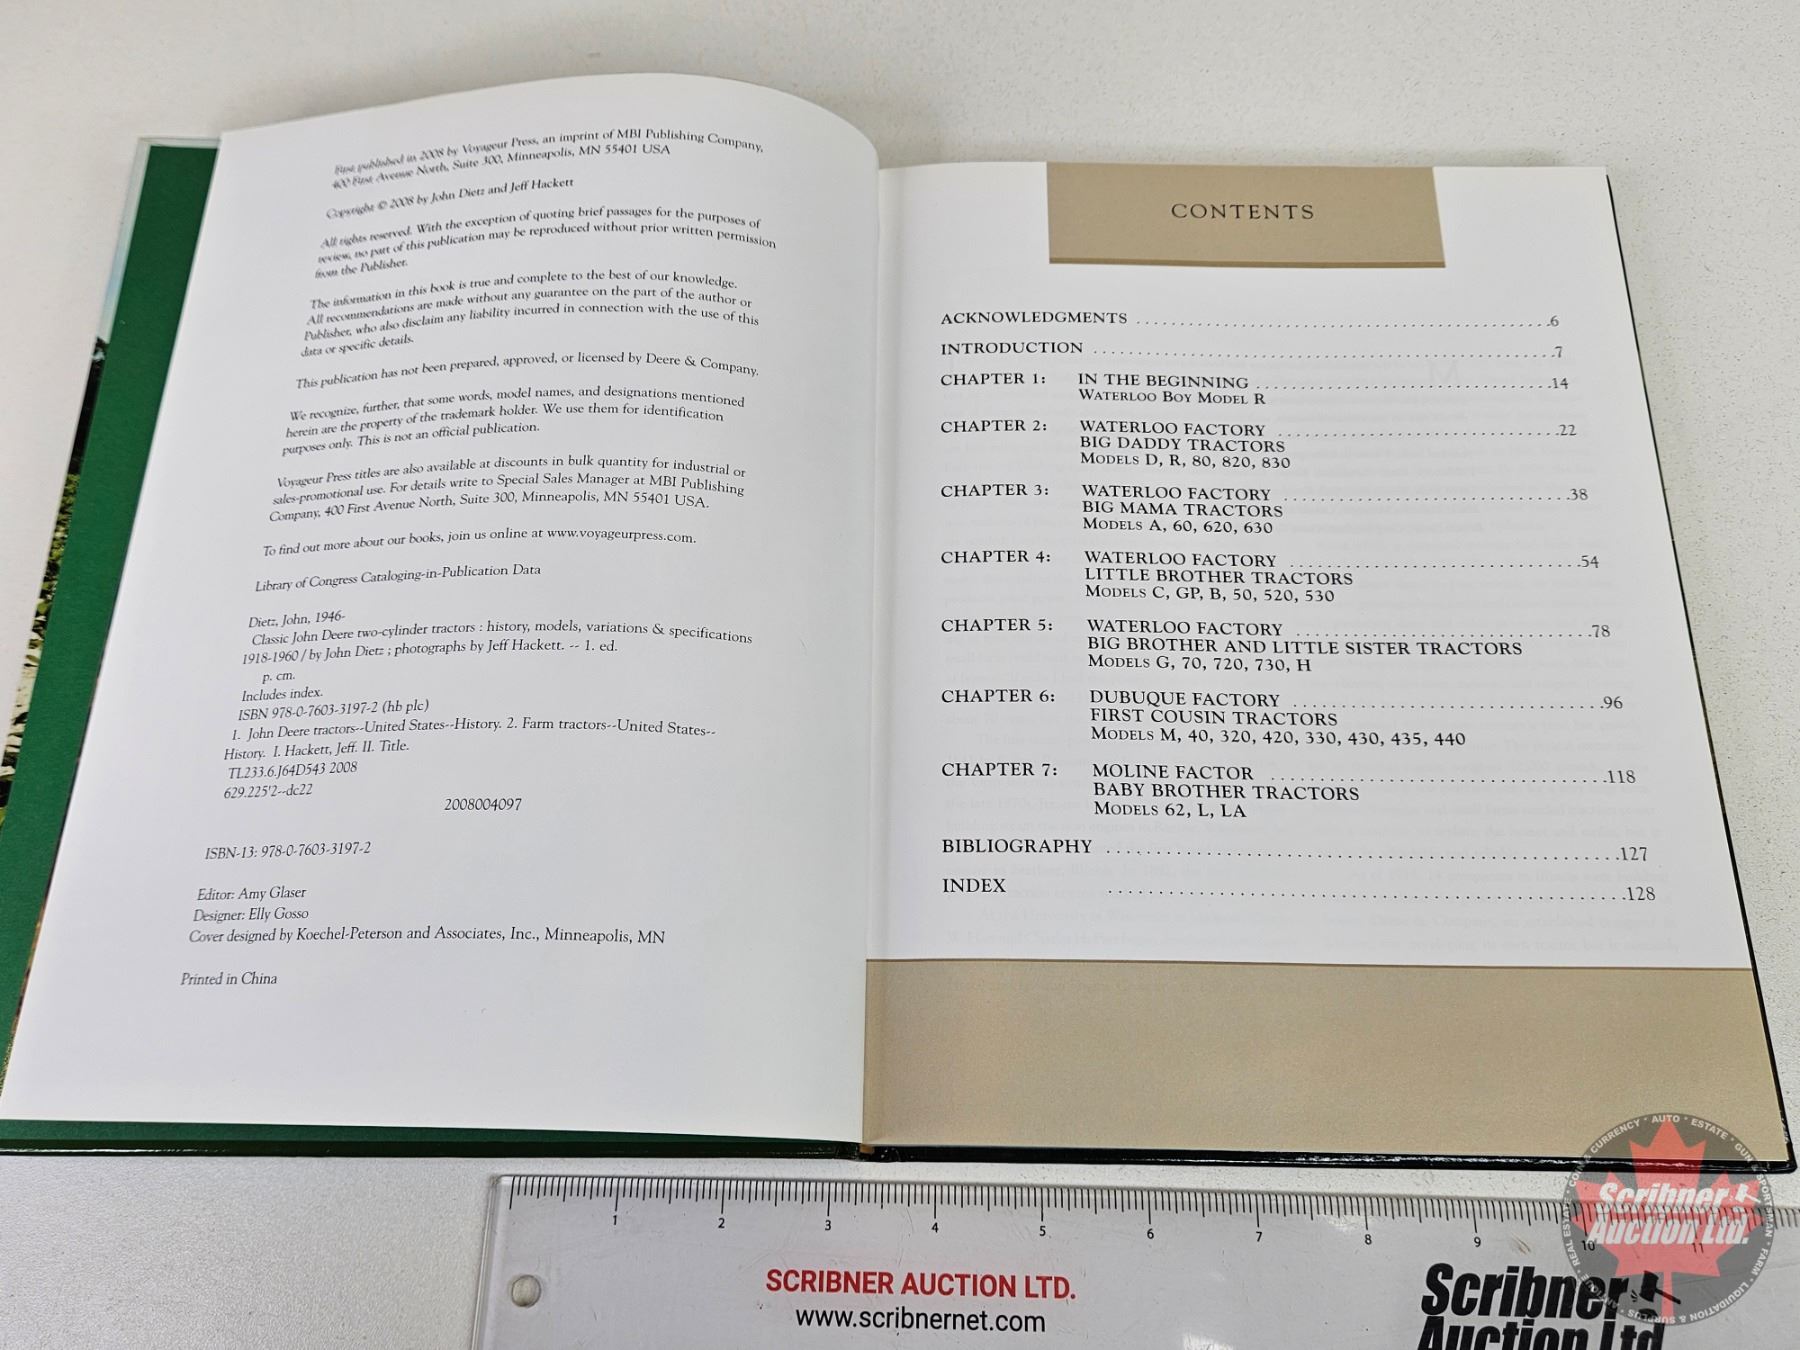 First published in 2008 by Voyageur Press, an imprint of MBI Publishing Company,
400 First Avenue North, Suite 300, Minneapolis, MN 55401 USA
Copyright © 2008 by John Dietz and Jeff Hackett
All rights reserved. With the exception of quoting brief passages for the purposes of
review, no part of this publication may be reproduced without prior written permission
from the Publisher.
The information in this book is true and complete to the best of our knowledge.
All recommendations are made without any guarantee on the part of the author or
Publisher, who also disclaim any liability incurred in connection with the use of this
data or specific details.
This publication has not been prepared, approved, or licensed by Deere & Company.
We recognize, further, that some words, model names, and designations mentioned
herein are the property of the trademark holder. We use them for identification
purposes only. This is not an official publication.
Voyageur Press titles are also available at discounts in bulk quantity for industrial or
sales-promotional use. For details write to Special Sales Manager at MBI Publishing
Company, 400 First Avenue North, Suite 300, Minneapolis, MN 55401 USA.
To find out more about our books, join us online at www.voyageurpress.com.
Library of Congress Cataloging-in-Publication Data
Dietz, John, 1946-
Classic John Deere two-cylinder tractors : history, models, variations & specifications
1918-1960 / by John Dietz ; photographs by Jeff Hackett. -- 1. ed.
p. cm.
Includes index.
ISBN 978-0-7603-3197-2 (hb plc)
1. John Deere tractors--United States--History. 2. Farm tractors--United States--
History. I. Hackett, Jeff. II. Title.
TL233.6.J64D543 2008
629.225'2--dc22
2008004097
ISBN-13: 978-0-7603-3197-2
Editor: Amy Glaser
Designer: Elly Gosso
Cover designed by Koechel-Peterson and Associates, Inc., Minneapolis, MN
Printed in China
CONTENTS
ACKNOWLEDGMENTS 6
INTRODUCTION 7
CHAPTER 1: IN THE BEGINNING 14
WATERLOO BOY MODEL R
CHAPTER 2: WATERLOO FACTORY 22
BIG DADDY TRACTORS
MODELS D, R, 80, 820, 830
CHAPTER 3: WATERLOO FACTORY 38
BIG MAMA TRACTORS
MODELS A, 60, 620, 630
CHAPTER 4: WATERLOO FACTORY 54
LITTLE BROTHER TRACTORS
MODELS C, GP, B, 50, 520, 530
CHAPTER 5: WATERLOO FACTORY 78
BIG BROTHER AND LITTLE SISTER TRACTORS
MODELS G, 70, 720, 730, H
CHAPTER 6: DUBUQUE FACTORY 96
FIRST COUSIN TRACTORS
MODELS M, 40, 320, 420, 330, 430, 435, 440
CHAPTER 7: MOLINE FACTOR 118
BABY BROTHER TRACTORS
MODELS 62, L, LA
BIBLIOGRAPHY 127
INDEX 128
1 2 3 4 5 6 7 8 9 10 11
SCRIBNER AUCTION LTD.
www.scribnernet.com
Scribner
Auction Ltd
COIN & CURRENCY · AUTO · ESTATE · GUN & SPORTSMAN · FARM · LIQUIDATION & SURPLUS · ANTIQUE · REAL ESTATE
Scribner
Auction Ltd.